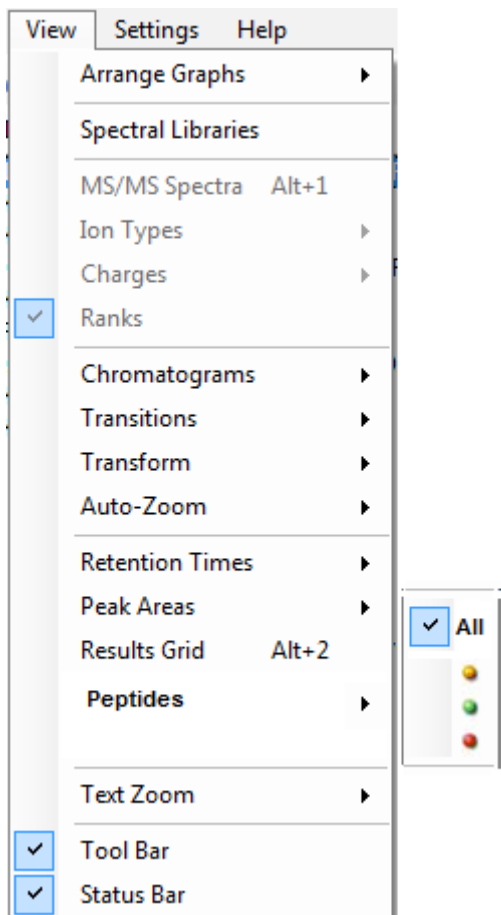 View Settings Help
Arrange Graphs
Spectral Libraries
MS/MS Spectra Alt+1
Ion Types
Charges
Ranks
Chromatograms
Transitions
Transform
Auto-Zoom
Retention Times
Peak Areas
Results Grid Alt+2
Peptides
All
Text Zoom
Tool Bar
Status Bar